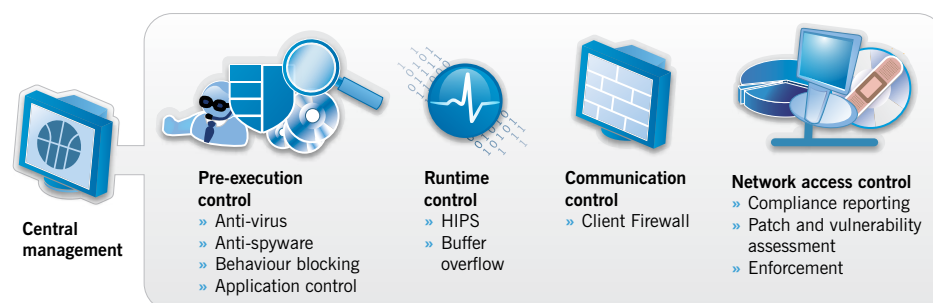 Central
management
Pre-execution
control
» Anti-virus
» Anti-spyware
» Behaviour blocking
» Application control
Runtime
control
» HIPS
» Buffer
overflow
Communication
control
» Client Firewall
Network access control
» Compliance reporting
» Patch and vulnerability
assessment
» Enforcement